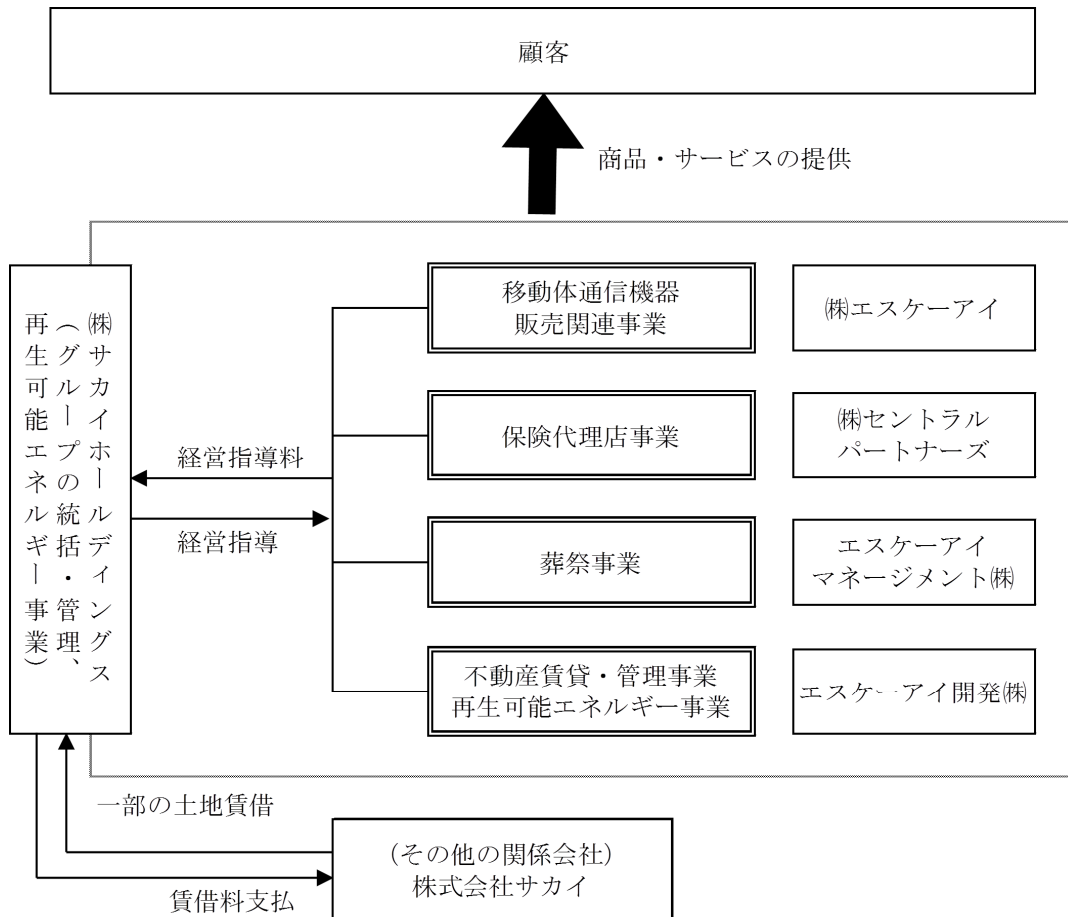 顧客
商品・サービスの提供
㈱サカイホールディングス
（グループの統括・管理、
再生可能エネルギー事業）
移動体通信機器
販売関連事業
㈱エスケーアイ
保険代理店事業
㈱セントラル
パートナーズ
経営指導料
経営指導
葬祭事業
エスケーアイ
マネージメント㈱
不動産賃貸・管理事業
再生可能エネルギー事業
エスケーアイ開発㈱
一部の土地賃借
（その他の関係会社）
株式会社サカイ
賃借料支払